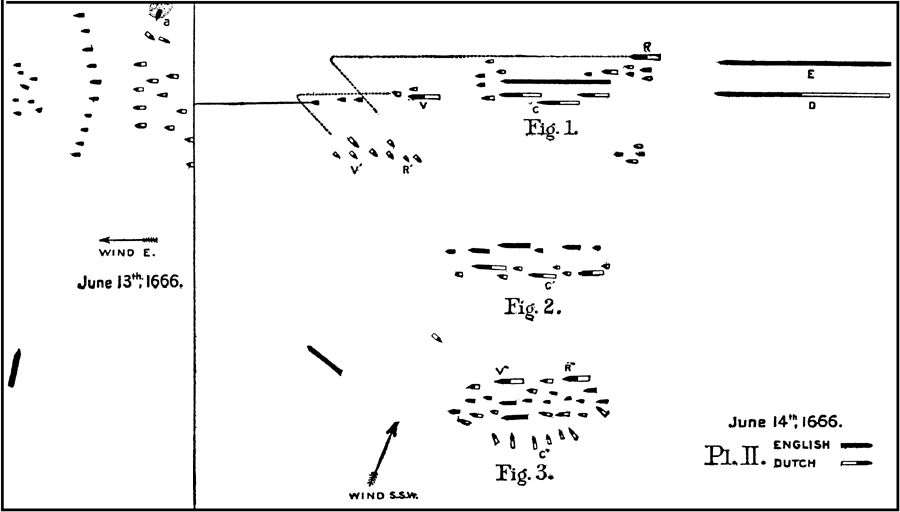 a
R
E
V
C
D
Fig. 1.
V' R'
WIND E.
June 13th, 1666.
C'
Fig. 2.
V" R"
C"
Fig. 3.
WIND S.S.W.
June 14th, 1666.
Pl. II. ENGLISH
DUTCH